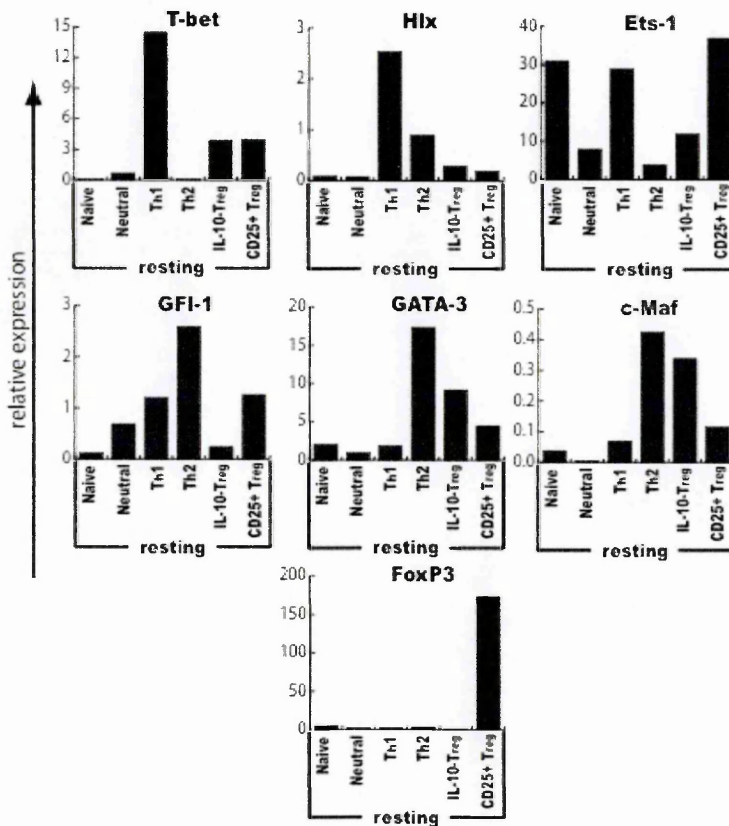 relative expression
T-bet
15
12
9
6
3
0
Naive
Neutral
Th1
Th2
IL-10-Treg
CD25+ Treg
resting
Hlx
3
2
1
0
Naive
Neutral
Th1
Th2
IL-10-Treg
CD25+ Treg
resting
Ets-1
40
30
20
10
0
Naive
Neutral
Th1
Th2
IL-10-Treg
CD25+ Treg
resting
GFI-1
3
2
1
0
Naive
Neutral
Th1
Th2
IL-10-Treg
CD25+ Treg
resting
GATA-3
20
15
10
5
0
Naive
Neutral
Th1
Th2
IL-10-Treg
CD25+ Treg
resting
c-Maf
0.5
0.4
0.3
0.2
0.1
0.0
Naive
Neutral
Th1
Th2
IL-10-Treg
CD25+ Treg
resting
FoxP3
200
150
100
50
0
Naive
Neutral
Th1
Th2
IL-10-Treg
CD25+ Treg
resting